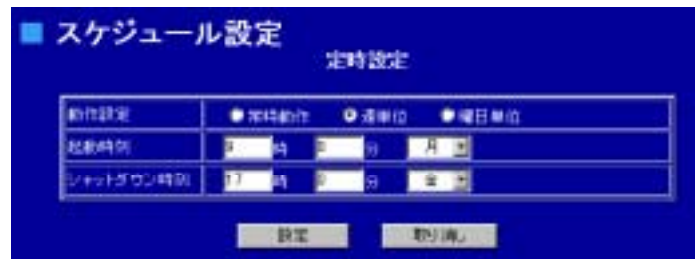 スケジュール設定
定時設定
動作設定 常時動作 週単位 曜日単位
起動時刻 9 時 0 分 月
シャットダウン時刻 17 時 0 分 金
設定 取り消し